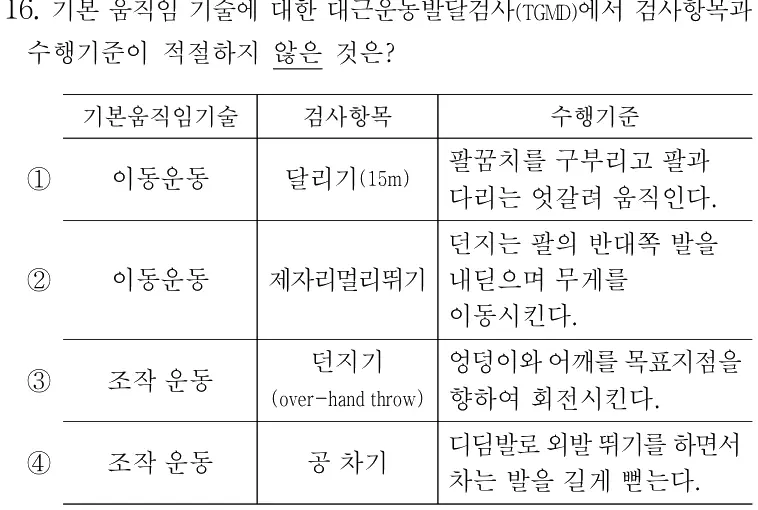 16. 기본 움직임 기술에 대한 대근운동발달검사(TGMD)에서 검사항목과
수행기준이 적절하지 않은 것은?
기본움직임기술 검사항목 수행기준
① 이동운동 달리기(15m) 팔꿈치를 구부리고 팔과
다리는 엇갈려 움직인다.
② 이동운동 제자리멀리뛰기 던지는 팔의 반대쪽 발을
내딛으며 무게를
이동시킨다.
③ 조작 운동 던지기
(over-hand throw)
엉덩이와 어깨를 목표지점을
향하여 회전시킨다.
④ 조작 운동 공 차기 디딤발로 외발 뛰기를 하면서
차는 발을 길게 뻗는다.